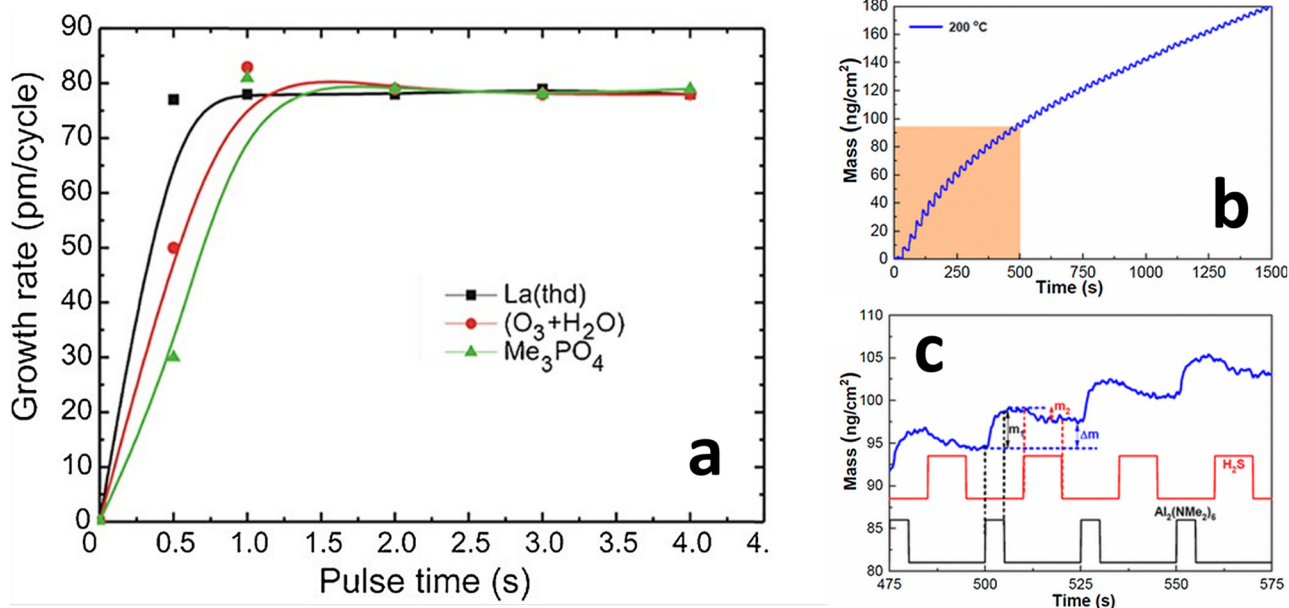 90
80
70
60
50
40
30
20
10
0
Growth rate (pm/cycle)
La(thd)
(O₃+H₂O)
Me₃PO₄
a
0 0.5 1.0 1.5 2.0 2.5 3.0 3.5 4.0 4.
Pulse time (s)
180
160
140
120
100
80
60
40
20
0
Mass (ng/cm²)
200 °C
b
0 250 500 750 1000 1250 1500
Time (s)
110
105
100
95
90
85
80
Mass (ng/cm²)
c
m₁
m₂
Δm
H₂S
Al₂(NMe₂)₆
475 500 525 550 575
Time (s)